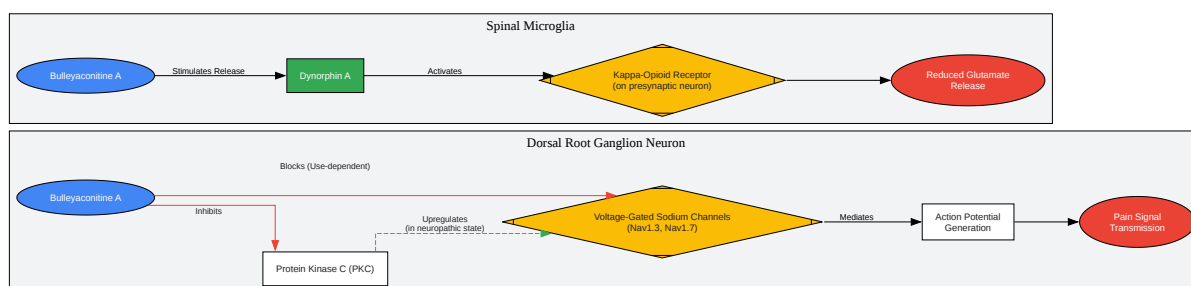 Spinal Microglia
Bulleyaconitine A
Stimulates Release
Dynorphin A
Activates
Kappa-Opioid Receptor
(on presynaptic neuron)
Reduced Glutamate
Release
Dorsal Root Ganglion Neuron
Blocks (Use-dependent)
Bulleyaconitine A
Inhibits
Upregulates
(in neuropathic state)
Voltage-Gated Sodium Channels
(Nav1.3, Nav1.7)
Mediates
Action Potential
Generation
Pain Signal
Transmission
Protein Kinase C (PKC)